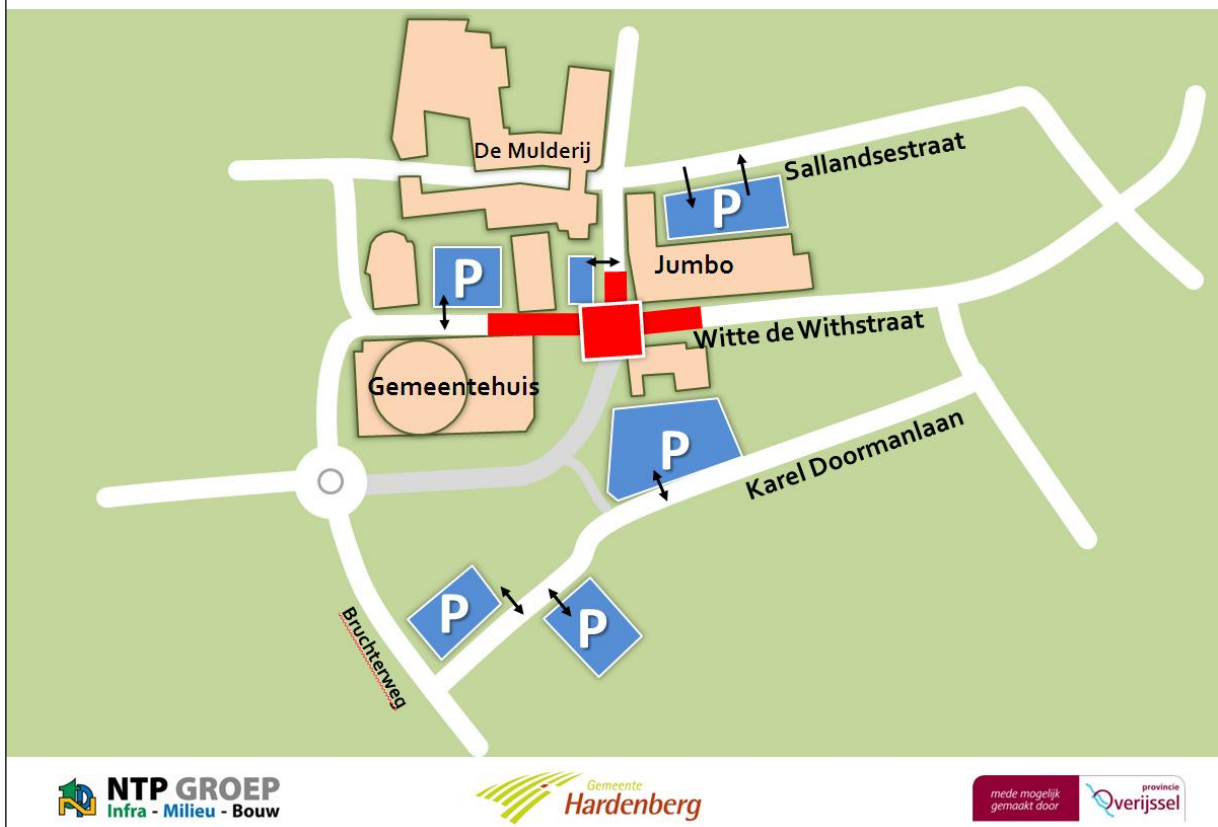 De Mulderij
Sallandsestraat
P
P
Jumbo
Witte de Withstraat
Gemeentehuis
P
Karel Doormanlaan
P
P
Bruchterweg
NTP GROEP
Infra - Milieu - Bouw
Gemeente
Hardenberg
mede mogelijk
gemaakt door
provincie
Overijssel